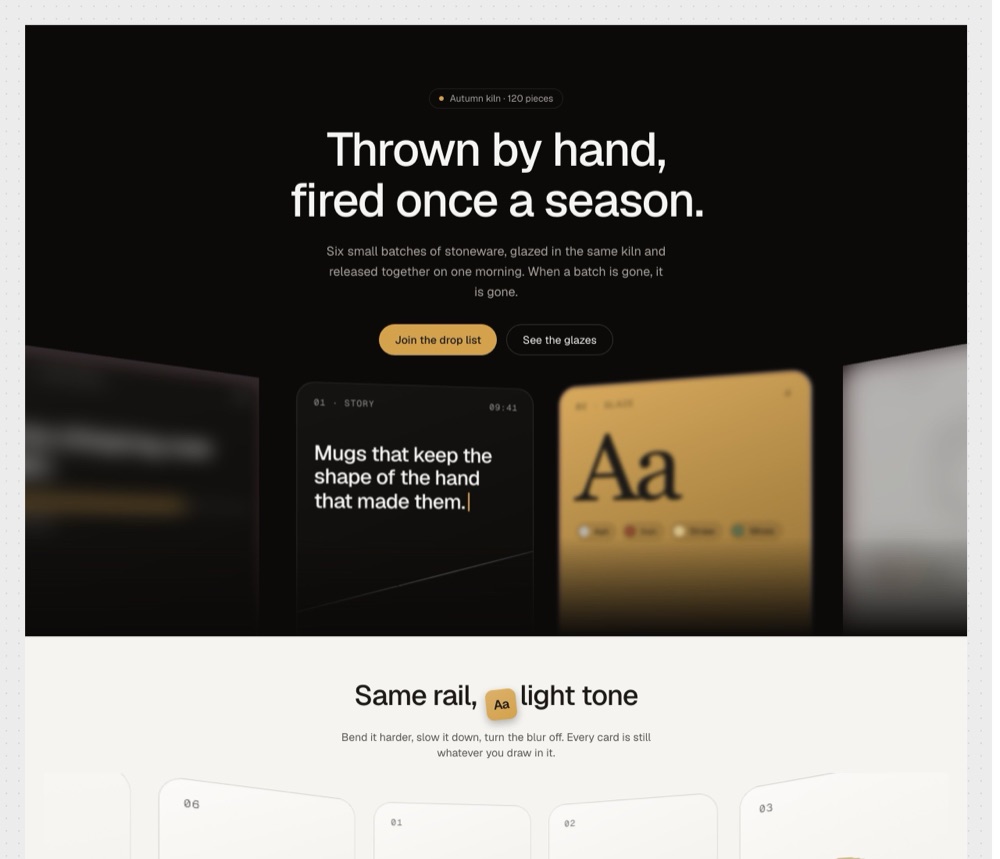 Autumn kiln · 120 pieces
Thrown by hand,
fired once a season.
Six small batches of stoneware, glazed in the same kiln and
released together on one morning. When a batch is gone, it
is gone.
Join the drop list
See the glazes
01 · STORY
09:41
Mugs that keep the
shape of the hand
that made them.
02 · GLAZE
Aa
Same rail, Aa light tone
Bend it harder, slow it down, turn the blur off. Every card is still
whatever you draw in it.
06
01
02
03